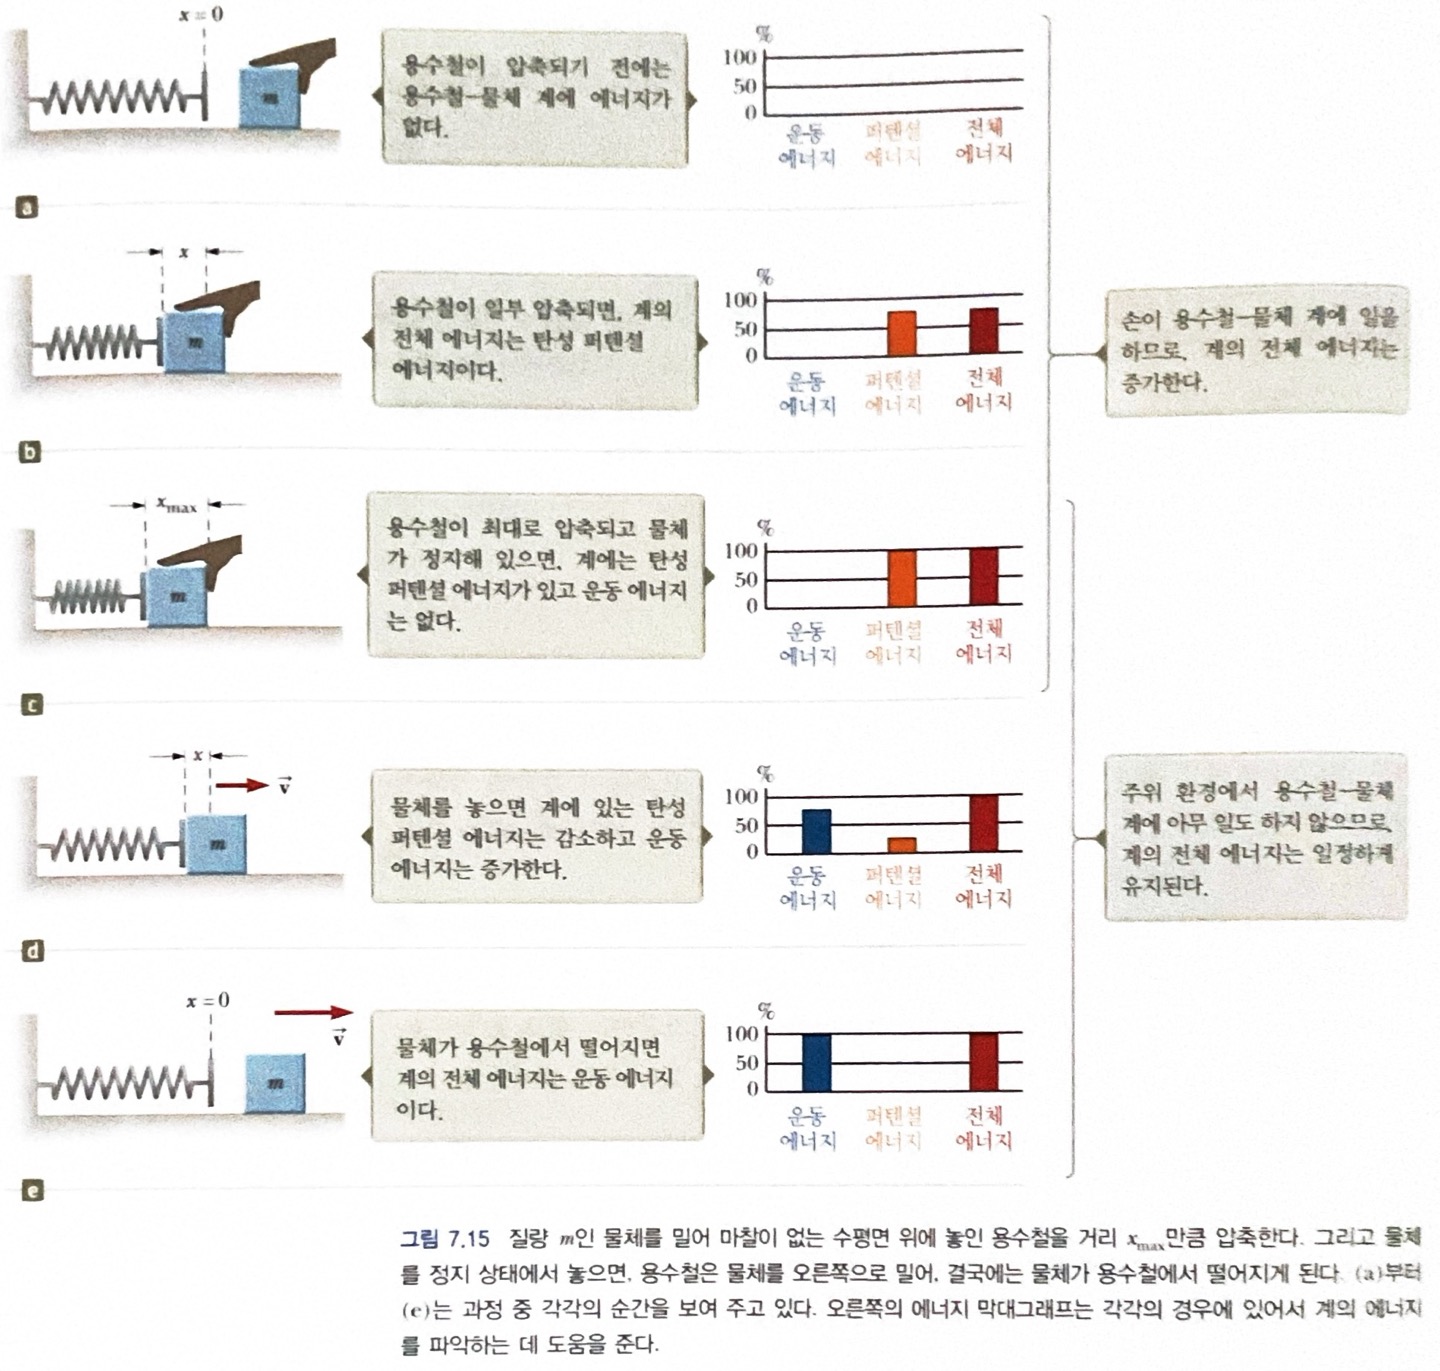 x = 0
m
용수철이 압축되기 전에는
용수철-물체 계에 에너지가
없다.
%
100
50
0
운동
에너지
퍼텐셜
에너지
전체
에너지
a
x
m
용수철이 일부 압축되면, 계의
전체 에너지는 탄성 퍼텐셜
에너지이다.
%
100
50
0
운동
에너지
퍼텐셜
에너지
전체
에너지
손이 용수철-물체 계에 일을
하므로, 계의 전체 에너지는
증가한다.
b
xmax
m
용수철이 최대로 압축되고 물체
가 정지해 있으면, 계에는 탄성
퍼텐셜 에너지가 있고 운동 에너지
는 없다.
%
100
50
0
운동
에너지
퍼텐셜
에너지
전체
에너지
c
x
v
m
물체를 놓으면 계에 있는 탄성
퍼텐셜 에너지는 감소하고 운동
에너지는 증가한다.
%
100
50
0
운동
에너지
퍼텐셜
에너지
전체
에너지
주위 환경에서 용수철-물체
계에 아무 일도 하지 않으므로,
계의 전체 에너지는 일정하게
유지된다.
d
x = 0
v
m
물체가 용수철에서 떨어지면
계의 전체 에너지는 운동 에너지
이다.
%
100
50
0
운동
에너지
퍼텐셜
에너지
전체
에너지
e
그림 7.15 질량 m인 물체를 밀어 마찰이 없는 수평면 위에 놓인 용수철을 거리 xmax만큼 압축한다. 그리고 물체
를 정지 상태에서 놓으면, 용수철은 물체를 오른쪽으로 밀어, 결국에는 물체가 용수철에서 떨어지게 된다. (a)부터
(e)는 과정 중 각각의 순간을 보여 주고 있다. 오른쪽의 에너지 막대그래프는 각각의 경우에 있어서 계의 에너지
를 파악하는 데 도움을 준다.